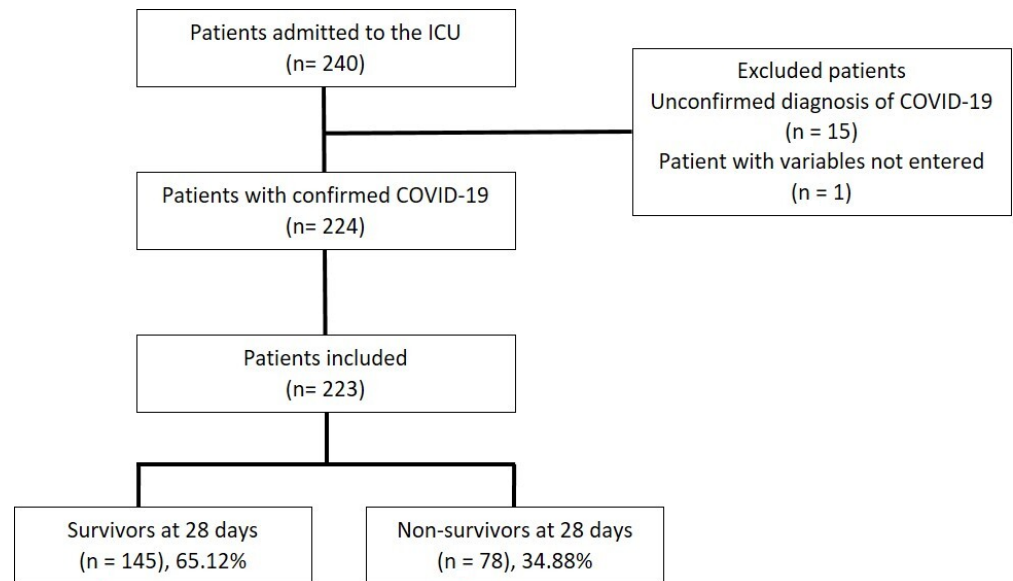 Patients admitted to the ICU
(n= 240)
Excluded patients
Unconfirmed diagnosis of COVID-19
(n = 15)
Patient with variables not entered
(n = 1)
Patients with confirmed COVID-19
(n= 224)
Patients included
(n= 223)
Survivors at 28 days
(n = 145), 65.12%
Non-survivors at 28 days
(n = 78), 34.88%